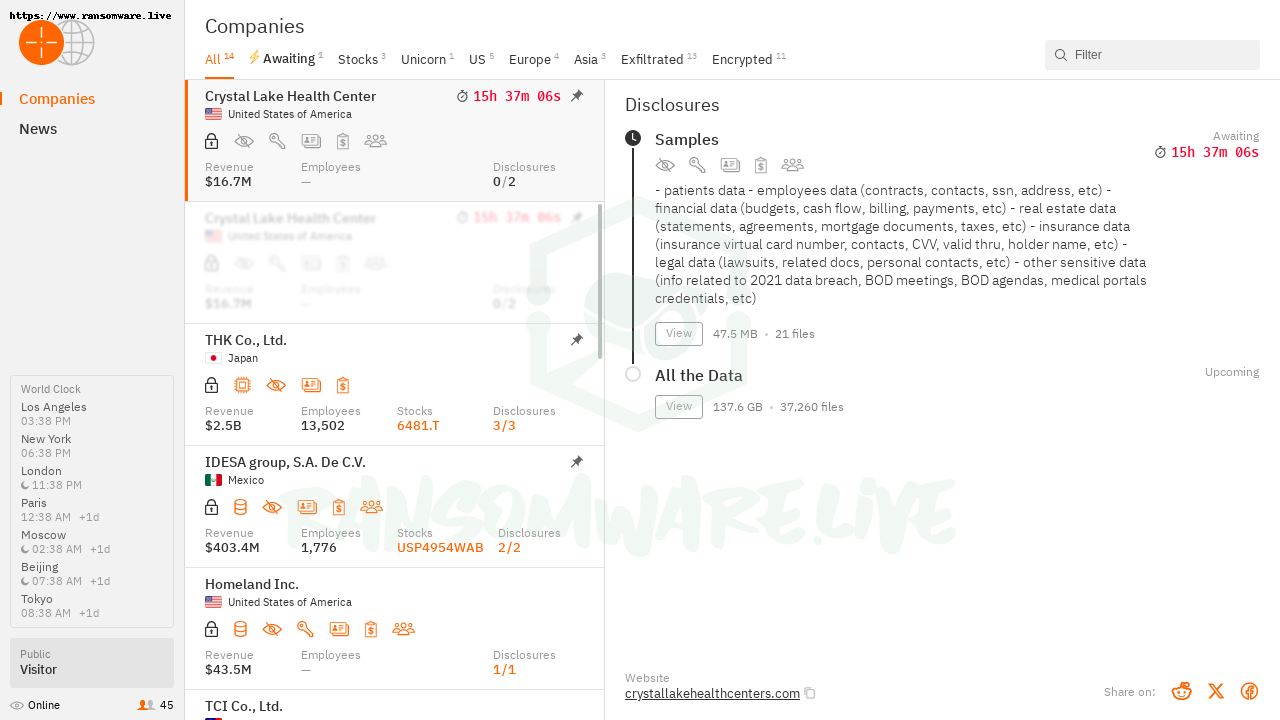 https://www.ransomware.live
Companies
News
World Clock
Los Angeles
03:38 PM
New York
06:38 PM
London
11:38 PM
Paris
12:38 AM +1d
Moscow
02:38 AM +1d
Beijing
07:38 AM +1d
Tokyo
08:38 AM +1d
Public
Visitor
Online 45
Companies
All 14 Awaiting 1 Stocks 3 Unicorn 1 US 5 Europe 4 Asia 3 Exfiltrated 13 Encrypted 11
Filter
Crystal Lake Health Center 15h 37m 06s
United States of America
Revenue Employees Disclosures
$16.7M — 0/2
Crystal Lake Health Center 15h 37m 06s
United States of America
Revenue Employees Disclosures
$16.7M — 0/2
THK Co., Ltd.
Japan
Revenue Employees Stocks Disclosures
$2.5B 13,502 6481.T 3/3
IDESA group, S.A. De C.V.
Mexico
Revenue Employees Stocks Disclosures
$403.4M 1,776 USP4954WAB 2/2
Homeland Inc.
United States of America
Revenue Employees Disclosures
$43.5M — 1/1
TCI Co., Ltd.
Disclosures
Samples Awaiting
15h 37m 06s
- patients data - employees data (contracts, contacts, ssn, address, etc) -
financial data (budgets, cash flow, billing, payments, etc) - real estate data
(statements, agreements, mortgage documents, taxes, etc) - insurance data
(insurance virtual card number, contacts, CVV, valid thru, holder name, etc) -
legal data (lawsuits, related docs, personal contacts, etc) - other sensitive data
(info related to 2021 data breach, BOD meetings, BOD agendas, medical portals
credentials, etc)
View 47.5 MB • 21 files
All the Data Upcoming
View 137.6 GB • 37,260 files
RANSOMWARE.LIVE
Website
crystallakehealthcenters.com
Share on: